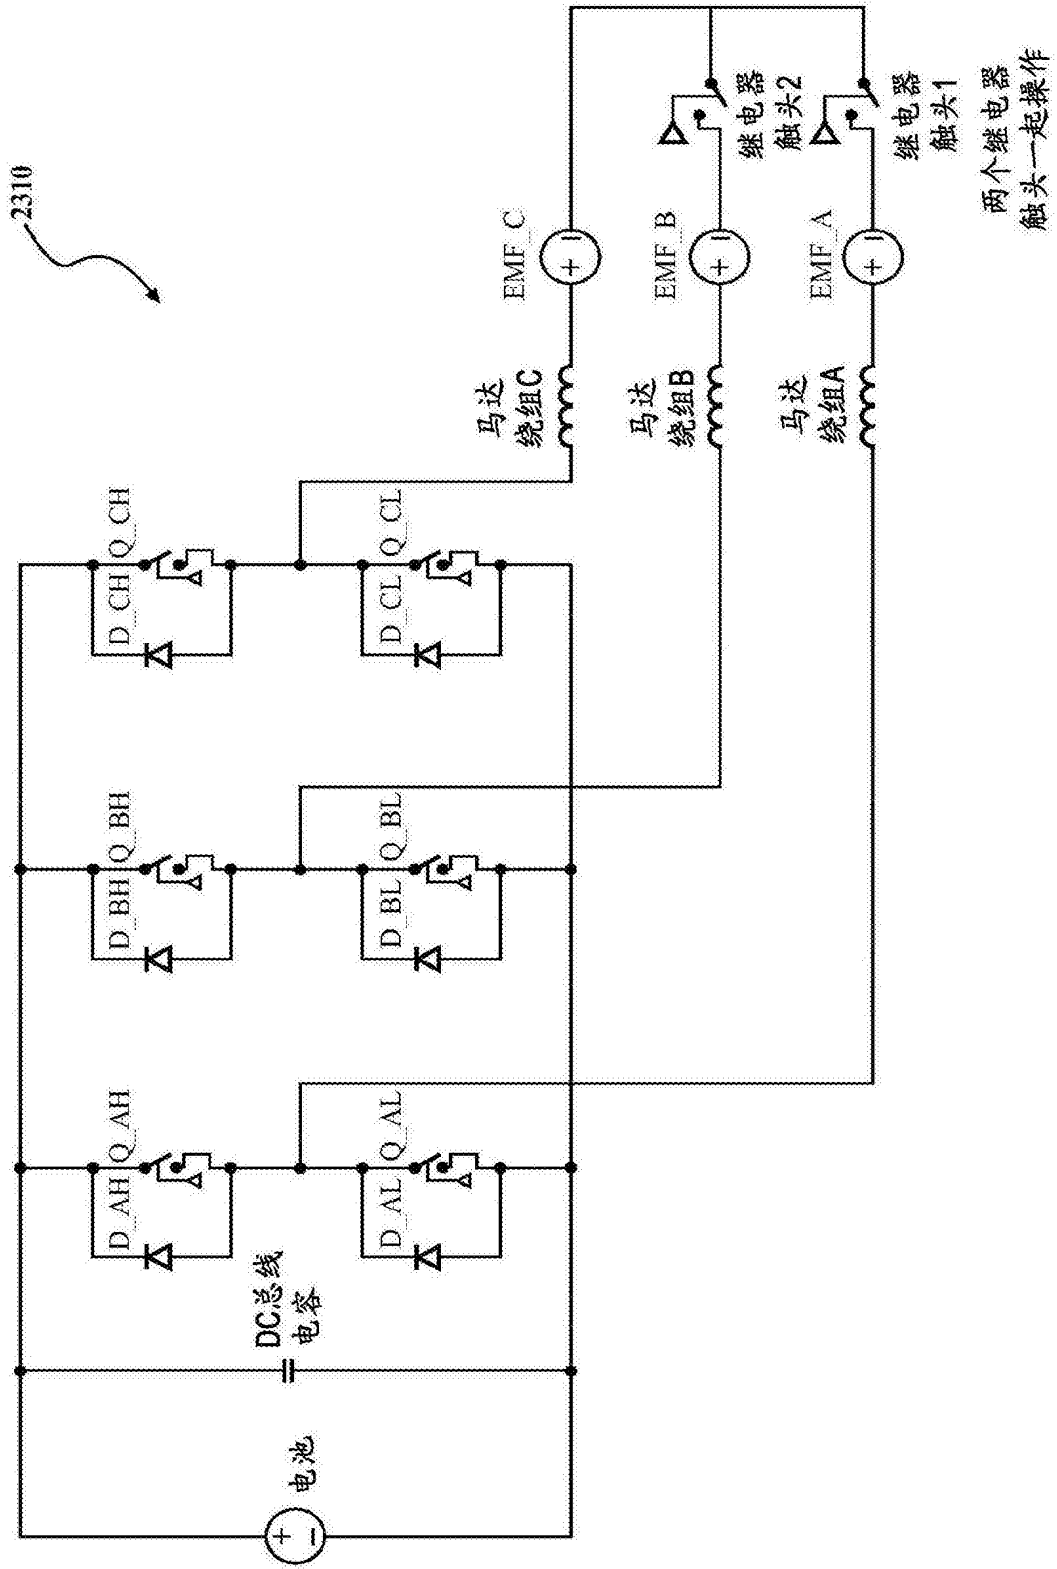 2310
电池
+
−
DC总线
电容
D_AH
Q_AH
D_AL
Q_AL
D_BH
Q_BH
D_BL
Q_BL
D_CH
Q_CH
D_CL
Q_CL
马达
绕组C
EMF_C
+
−
马达
绕组B
EMF_B
+
−
继电器
触头2
马达
绕组A
EMF_A
+
−
继电器
触头1
两个继电器
触头一起操作